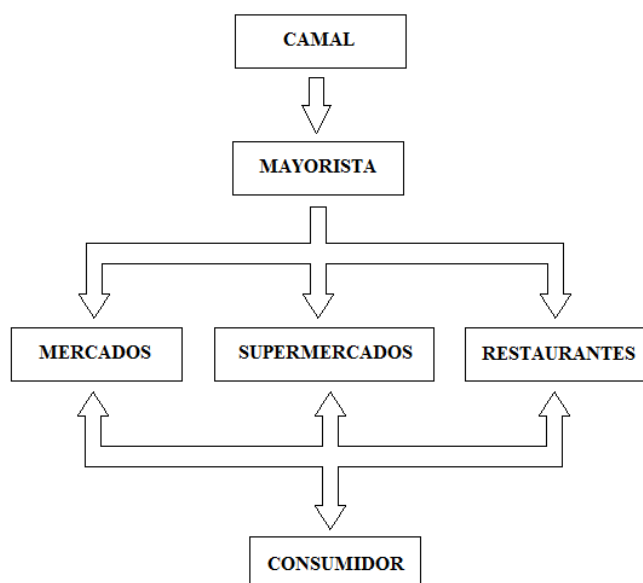 CAMAL
MAYORISTA
MERCADOS
SUPERMERCADOS
RESTAURANTES
CONSUMIDOR